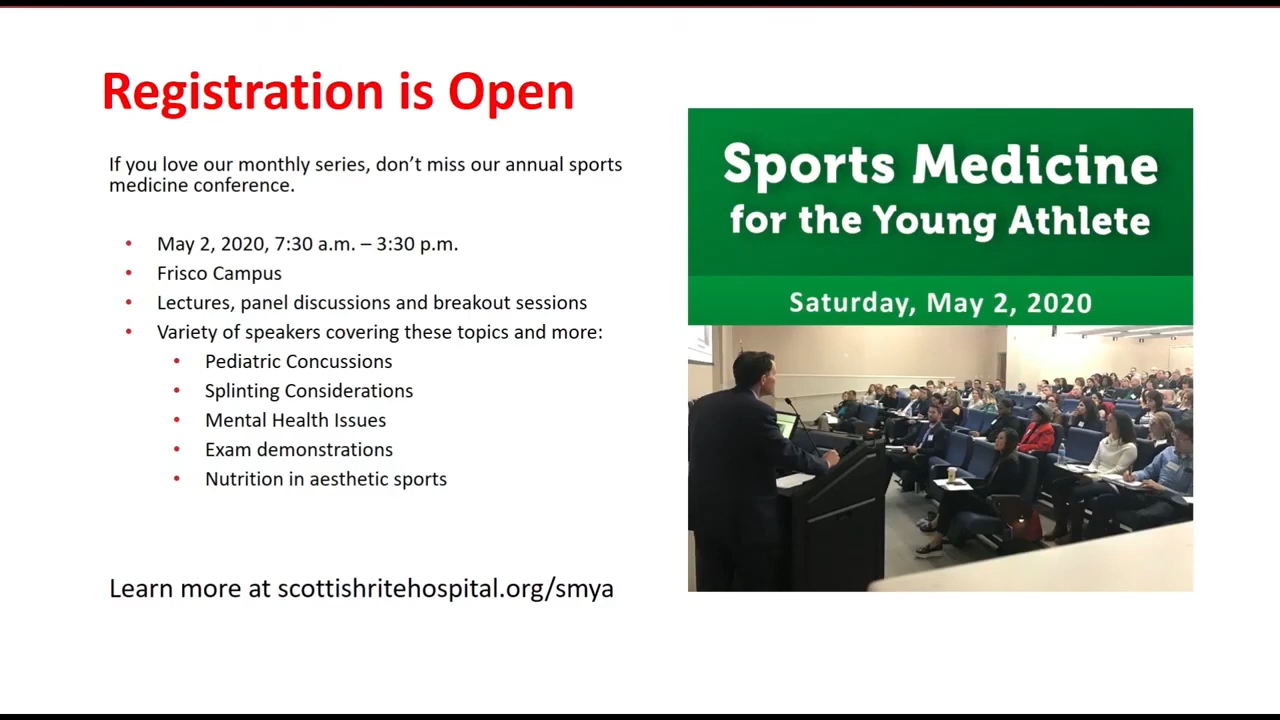 Registration is Open
If you love our monthly series, don’t miss our annual sports
medicine conference.
• May 2, 2020, 7:30 a.m. – 3:30 p.m.
• Frisco Campus
• Lectures, panel discussions and breakout sessions
• Variety of speakers covering these topics and more:
• Pediatric Concussions
• Splinting Considerations
• Mental Health Issues
• Exam demonstrations
• Nutrition in aesthetic sports
Learn more at scottishritehospital.org/smya
Sports Medicine
for the Young Athlete
Saturday, May 2, 2020